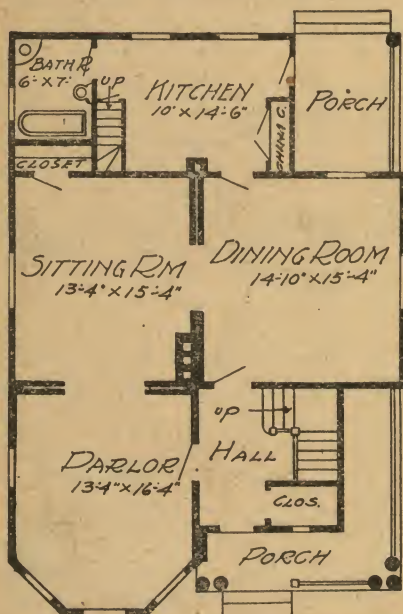 BATH R
6'-X7'-
UP
KITCHEN
10' X 14'-6"
PORCH
CHINA C.
CLOSET
SITTING RM
13'-4" X 15'-4"
DINING ROOM
14'-10" X 15'-4"
UP
HALL
PARLOR
13'-4" X 16'-4"
CLOS.
PORCH